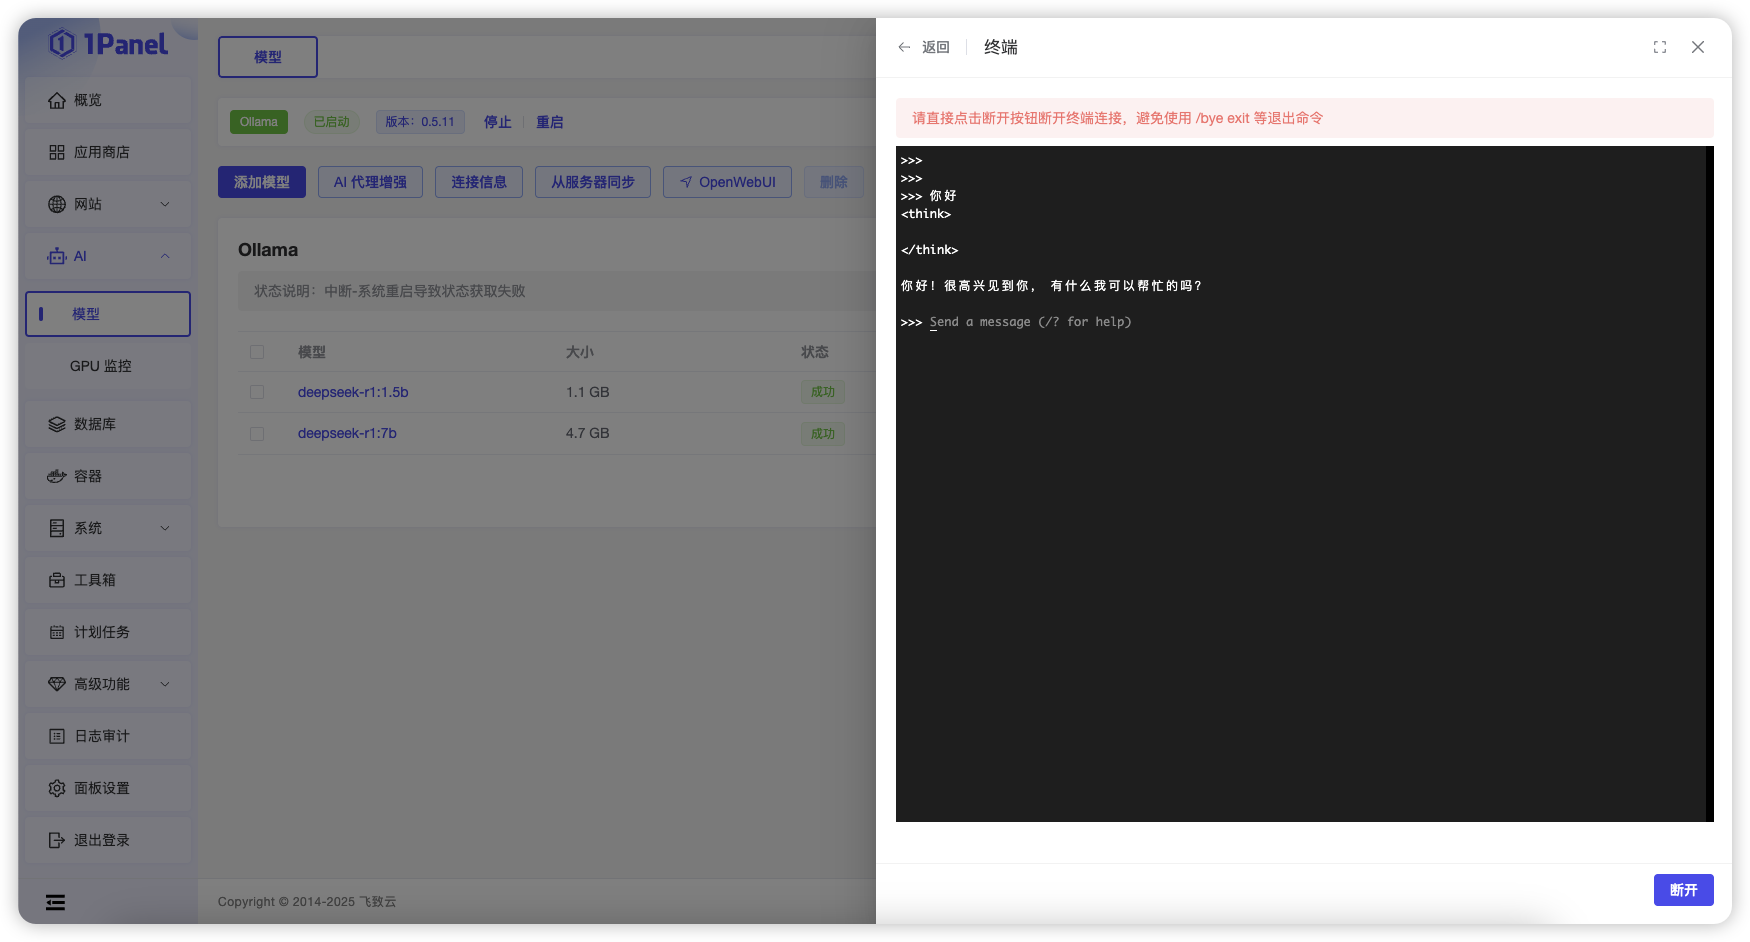 1Panel
概览
应用商店
网站
AI
模型
GPU 监控
数据库
容器
系统
工具箱
计划任务
高级功能
日志审计
面板设置
退出登录
模型
Ollama 已启动 版本：0.5.11 停止 重启
添加模型 AI 代理增强 连接信息 从服务器同步 OpenWebUI 删除
Ollama
状态说明：中断-系统重启导致状态获取失败
模型 大小 状态
deepseek-r1:1.5b 1.1 GB 成功
deepseek-r1:7b 4.7 GB 成功
Copyright © 2014-2025 飞致云
返回 终端
请直接点击断开按钮断开终端连接，避免使用 /bye exit 等退出命令
>>>
>>>
>>> 你好
<think>
</think>
你好！很高兴见到你， 有什么我可以帮忙的吗？
>>> Send a message (/? for help)
断开